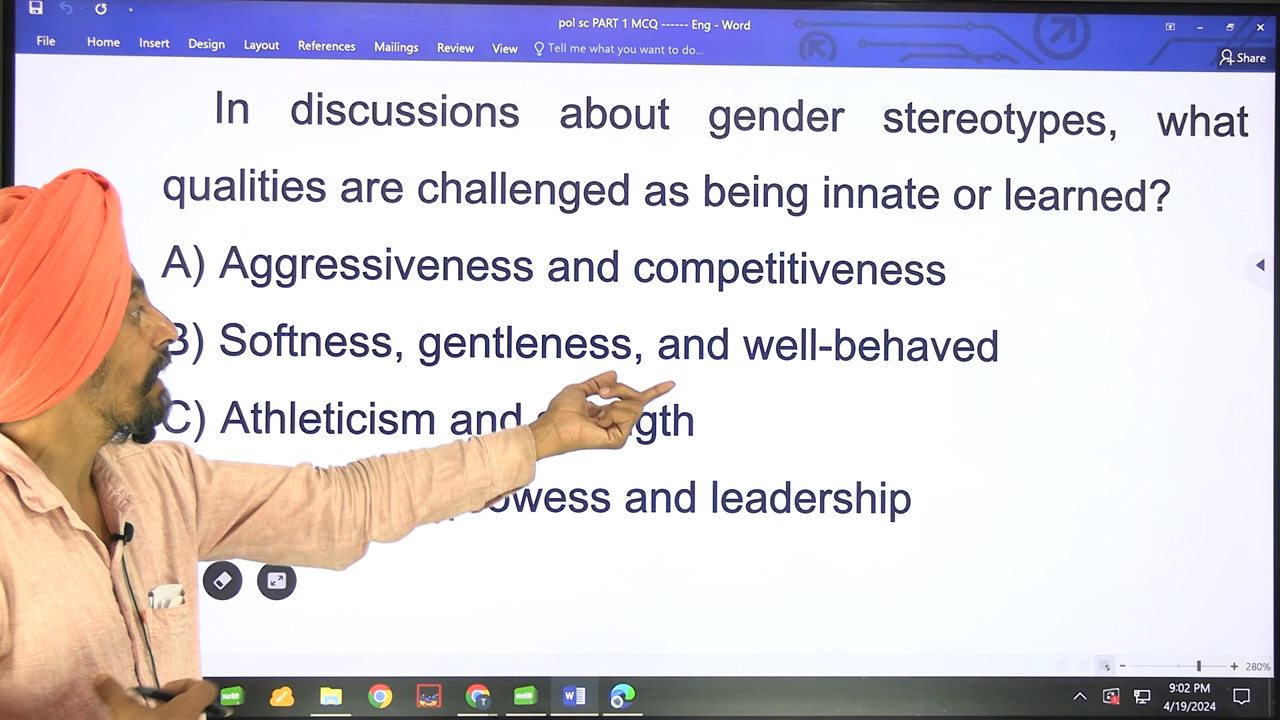 pol sc PART 1 MCQ ------ Eng - Word
File Home Insert Design Layout References Mailings Review View Tell me what you want to do... Share
In discussions about gender stereotypes, what
qualities are challenged as being innate or learned?
A) Aggressiveness and competitiveness
B) Softness, gentleness, and well-behaved
C) Athleticism and
and leadership
280%
Note
Note
T
9:02 PM
4/19/2024